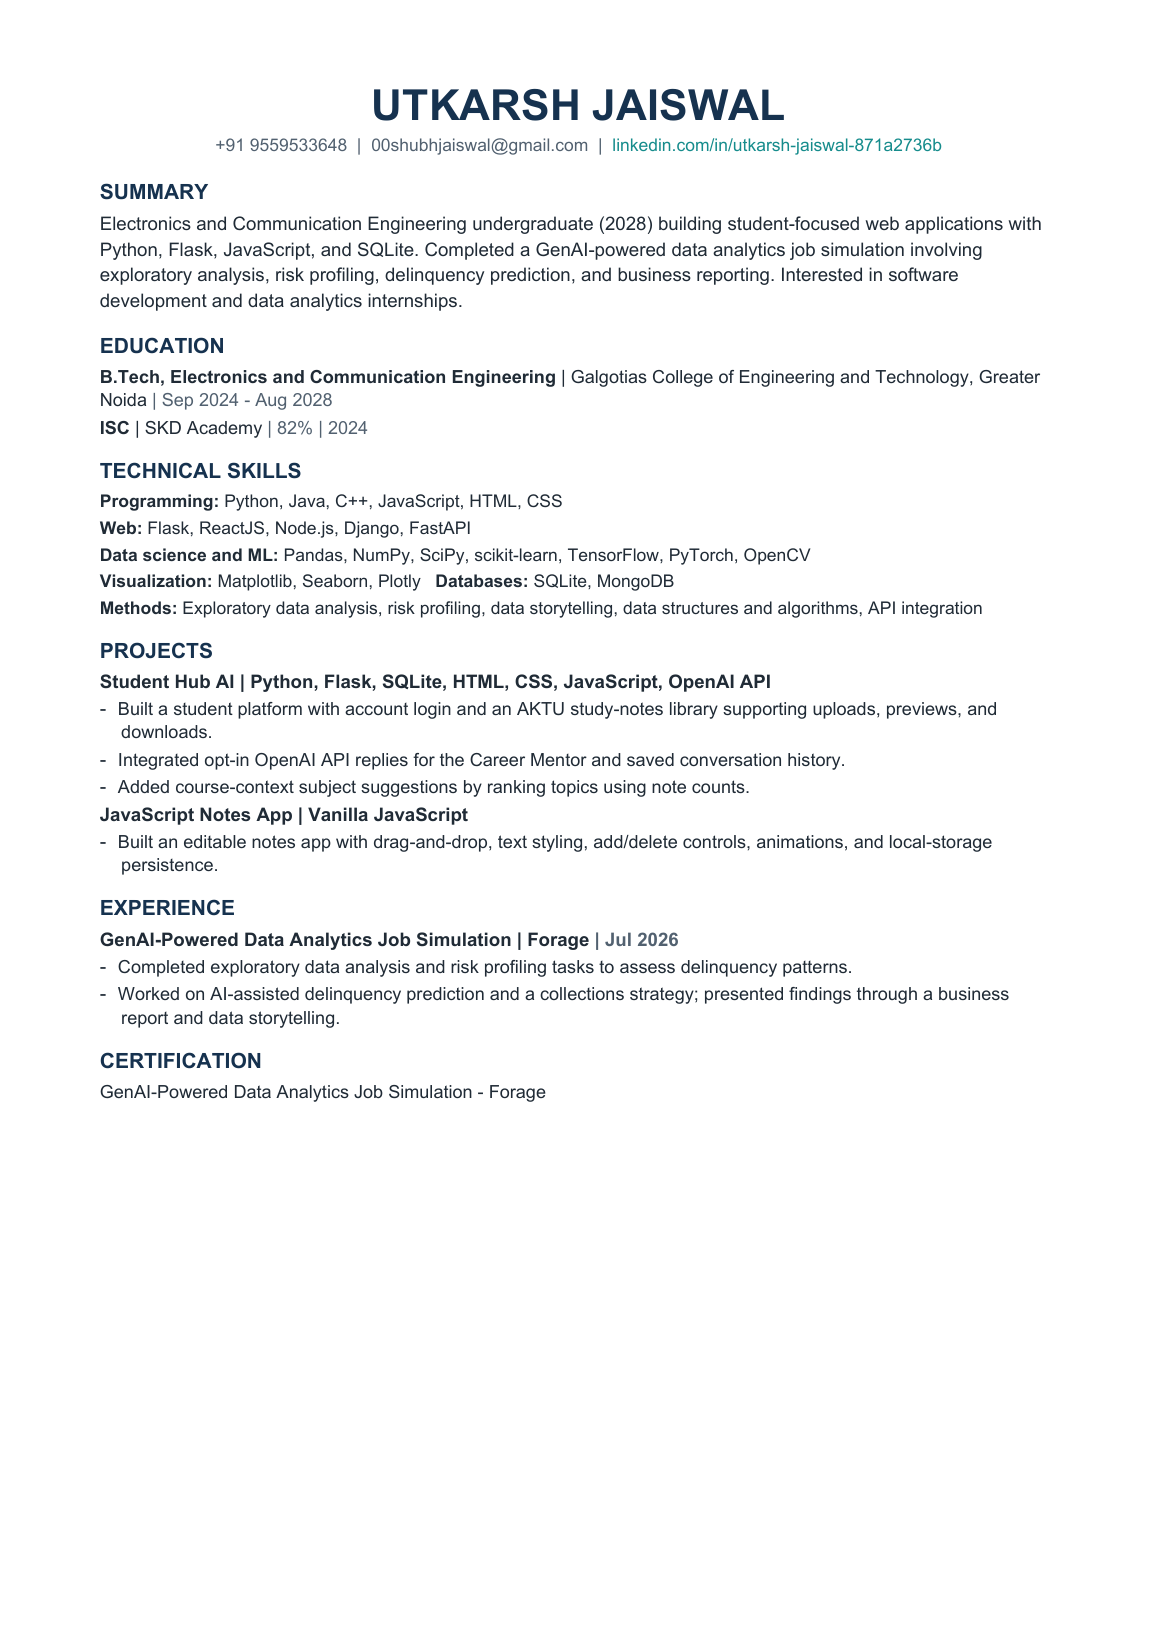 UTKARSH JAISWAL
+91 9559533648 | 00shubhjaiswal@gmail.com | linkedin.com/in/utkarsh-jaiswal-871a2736b
SUMMARY
Electronics and Communication Engineering undergraduate (2028) building student-focused web applications with
Python, Flask, JavaScript, and SQLite. Completed a GenAI-powered data analytics job simulation involving
exploratory analysis, risk profiling, delinquency prediction, and business reporting. Interested in software
development and data analytics internships.
EDUCATION
B.Tech, Electronics and Communication Engineering | Galgotias College of Engineering and Technology, Greater
Noida | Sep 2024 - Aug 2028
ISC | SKD Academy | 82% | 2024
TECHNICAL SKILLS
Programming: Python, Java, C++, JavaScript, HTML, CSS
Web: Flask, ReactJS, Node.js, Django, FastAPI
Data science and ML: Pandas, NumPy, SciPy, scikit-learn, TensorFlow, PyTorch, OpenCV
Visualization: Matplotlib, Seaborn, Plotly Databases: SQLite, MongoDB
Methods: Exploratory data analysis, risk profiling, data storytelling, data structures and algorithms, API integration
PROJECTS
Student Hub AI | Python, Flask, SQLite, HTML, CSS, JavaScript, OpenAI API
- Built a student platform with account login and an AKTU study-notes library supporting uploads, previews, and
downloads.
- Integrated opt-in OpenAI API replies for the Career Mentor and saved conversation history.
- Added course-context subject suggestions by ranking topics using note counts.
JavaScript Notes App | Vanilla JavaScript
- Built an editable notes app with drag-and-drop, text styling, add/delete controls, animations, and local-storage
persistence.
EXPERIENCE
GenAI-Powered Data Analytics Job Simulation | Forage | Jul 2026
- Completed exploratory data analysis and risk profiling tasks to assess delinquency patterns.
- Worked on AI-assisted delinquency prediction and a collections strategy; presented findings through a business
report and data storytelling.
CERTIFICATION
GenAI-Powered Data Analytics Job Simulation - Forage